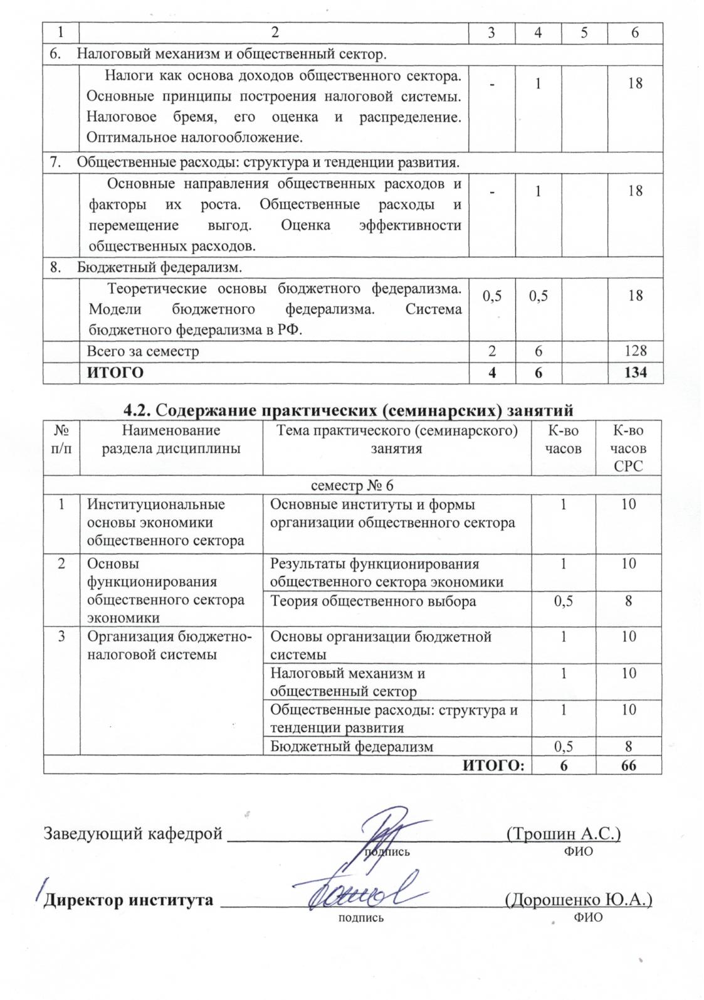 1 2 3 4 5 6
6. Налоговый механизм и общественный сектор.
Налоги как основа доходов общественного сектора. - 1 18
Основные принципы построения налоговой системы.
Налоговое бремя, его оценка и распределение.
Оптимальное налогообложение.
7. Общественные расходы: структура и тенденции развития.
Основные направления общественных расходов и - 1 18
факторы их роста. Общественные расходы и
перемещение выгод. Оценка эффективности
общественных расходов.
8. Бюджетный федерализм.
Теоретические основы бюджетного федерализма. 0,5 0,5 18
Модели бюджетного федерализма. Система
бюджетного федерализма в РФ.
Всего за семестр 2 6 128
ИТОГО 4 6 134
4.2. Содержание практических (семинарских) занятий
№ Наименование Тема практического (семинарского) К-во К-во
п/п раздела дисциплины занятия часов часов
СРС
семестр № 6
1 Институциональные Основные институты и формы 1 10
основы экономики организации общественного сектора
общественного сектора
2 Основы Результаты функционирования 1 10
функционирования общественного сектора экономики
общественного сектора Теория общественного выбора 0,5 8
экономики
3 Организация бюджетно- Основы организации бюджетной 1 10
налоговой системы системы
Налоговый механизм и 1 10
общественный сектор
Общественные расходы: структура и 1 10
тенденции развития
Бюджетный федерализм 0,5 8
ИТОГО: 6 66
Заведующий кафедрой (Трошин А.С.)
подпись ФИО
Директор института (Дорошенко Ю.А.)
подпись ФИО